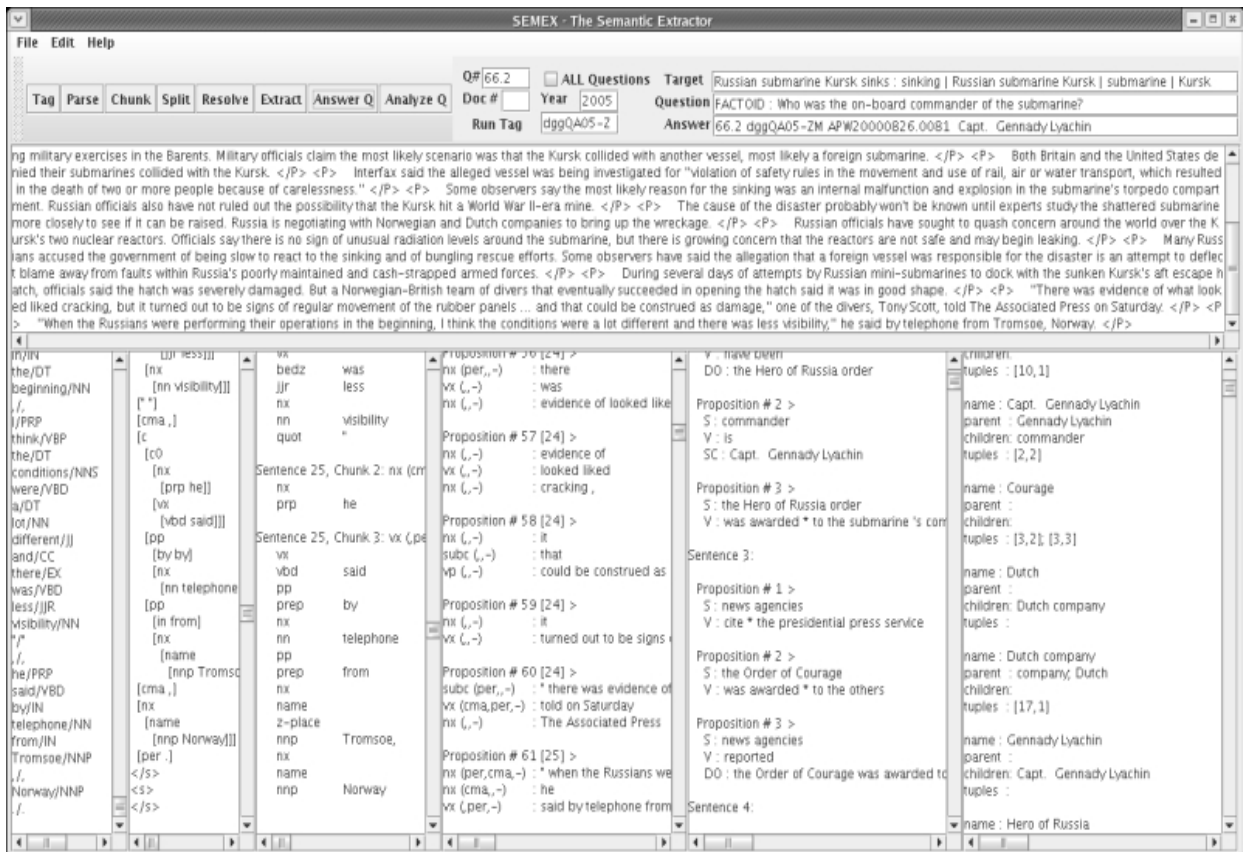 SEMEX - The Semantic Extractor
File Edit Help
Tag Parse Chunk Split Resolve Extract Answer Q Analyze Q
Q# 66.2 ALL Questions Target Russian submarine Kursk sinks : sinking | Russian submarine Kursk | submarine | Kursk
Doc # Year 2005 Question FACTOID : Who was the on-board commander of the submarine?
Run Tag dggQA05-Z Answer 66.2 dggQA05-ZM APW20000826.0081 Capt. Gennady Lyachin
ng military exercises in the Barents. Military officials claim the most likely scenario was that the Kursk collided with another vessel, most likely a foreign submarine. </P> <P> Both Britain and the United States de
nied their submarines collided with the Kursk. </P> <P> Interfax said the alleged vessel was being investigated for "violation of safety rules in the movement and use of rail, air or water transport, which resulted
in the death of two or more people because of carelessness." </P> <P> Some observers say the most likely reason for the sinking was an internal malfunction and explosion in the submarine's torpedo compart
ment. Russian officials also have not ruled out the possibility that the Kursk hit a World War II-era mine. </P> <P> The cause of the disaster probably won't be known until experts study the shattered submarine
more closely to see if it can be raised. Russia is negotiating with Norwegian and Dutch companies to bring up the wreckage. </P> <P> Russian officials have sought to quash concern around the world over the K
ursk's two nuclear reactors. Officials say there is no sign of unusual radiation levels around the submarine, but there is growing concern that the reactors are not safe and may begin leaking. </P> <P> Many Russ
ians accused the government of being slow to react to the sinking and of bungling rescue efforts. Some observers have said the allegation that a foreign vessel was responsible for the disaster is an attempt to deflec
t blame away from faults within Russia's poorly maintained and cash-strapped armed forces. </P> <P> During several days of attempts by Russian mini-submarines to dock with the sunken Kursk's aft escape h
atch, officials said the hatch was severely damaged. But a Norwegian-British team of divers that eventually succeeded in opening the hatch said it was in good shape. </P> <P> "There was evidence of what look
ed liked cracking, but it turned out to be signs of regular movement of the rubber panels ... and that could be construed as damage," one of the divers, Tony Scott, told The Associated Press on Saturday. </P> <P
> "When the Russians were performing their operations in the beginning, I think the conditions were a lot different and there was less visibility," he said by telephone from Tromsoe, Norway. </P>
in/IN
the/DT
beginning/NN
,/,
I/PRP
think/VBP
the/DT
conditions/NNS
were/VBD
a/DT
lot/NN
different/JJ
and/CC
there/EX
was/VBD
less/JJR
visibility/NN
"/"
,/,
he/PRP
said/VBD
by/IN
telephone/NN
from/IN
Tromsoe/NNP
,/,
Norway/NNP
./.
[jjr less]]]
[nx
[nn visibility]]]
[" "]
[cma ,]
[c
[c0
[nx
[prp he]]
[vx
[vbd said]]]
[pp
[by by]
[nx
[nn telephone
[pp
[in from]
[nx
[name
[nnp Tromsc
[cma ,]
[nx
[name
[nnp Norway]]]
[per .]
</s>
<s>
</s>
vx
bedz was
jjr less
nx
nn visibility
quot "
Sentence 25, Chunk 2: nx (cm
nx
prp he
Sentence 25, Chunk 3: vx (,pe
vx
vbd said
pp
prep by
nx
nn telephone
pp
prep from
nx
name
z-place
nnp Tromsoe,
nx
name
nnp Norway
Proposition # 56 [24] >
nx (per,,-) : there
vx (,,-) : was
nx (,,-) : evidence of looked like
Proposition # 57 [24] >
nx (,,-) : evidence of
vx (,,-) : looked liked
nx (,,-) : cracking ,
Proposition # 58 [24] >
nx (,,-) : it
subc (,,-) : that
vp (,,-) : could be construed as
Proposition # 59 [24] >
nx (,,-) : it
vx (,,-) : turned out to be signs
Proposition # 60 [24] >
subc (per,,-) : " there was evidence of
vx (cma,per,-) : told on Saturday
nx (,,-) : The Associated Press
Proposition # 61 [25] >
nx (per,cma,-) : " when the Russians we
nx (cma,,-) : he
vx (,per,-) : said by telephone from
V : have been
DO : the Hero of Russia order
Proposition # 2 >
S : commander
V : is
SC : Capt. Gennady Lyachin
Proposition # 3 >
S : the Hero of Russia order
V : was awarded * to the submarine 's com
Sentence 3:
Proposition # 1 >
S : news agencies
V : cite * the presidential press service
Proposition # 2 >
S : the Order of Courage
V : was awarded * to the others
Proposition # 3 >
S : news agencies
V : reported
DO : the Order of Courage was awarded to
Sentence 4:
children:
tuples : [10,1]
name : Capt. Gennady Lyachin
parent : Gennady Lyachin
children: commander
tuples : [2,2]
name : Courage
parent :
children:
tuples : [3,2]; [3,3]
name : Dutch
parent :
children: Dutch company
tuples :
name : Dutch company
parent : company; Dutch
children:
tuples : [17,1]
name : Gennady Lyachin
parent :
children: Capt. Gennady Lyachin
tuples :
name : Hero of Russia